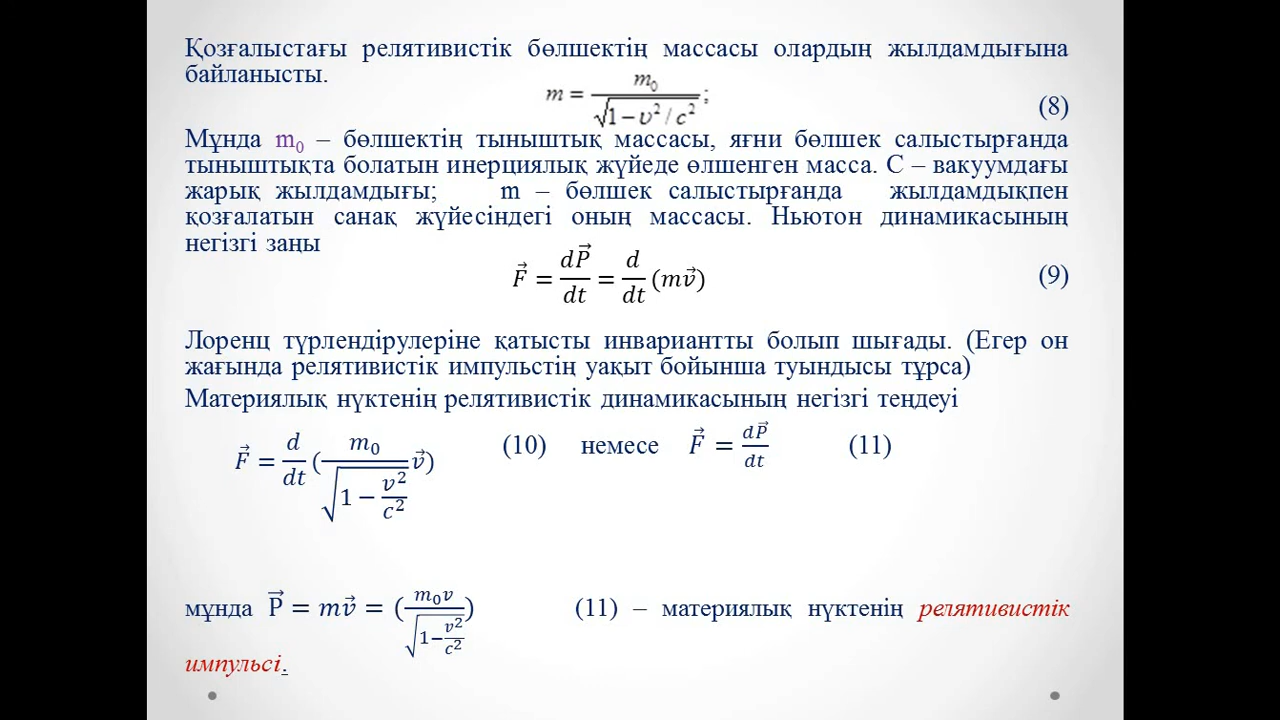 Қозғалыстағы релятивистік бөлшектің массасы олардың жылдамдығына
байланысты.
m = m₀ / √(1 − υ² / c²) ;
(8)
Мұнда m₀ – бөлшектің тыныштық массасы, яғни бөлшек салыстырғанда
тыныштықта болатын инерциялық жүйеде өлшенген масса. С – вакуумдағы
жарық жылдамдығы; m – бөлшек салыстырғанда жылдамдықпен
қозғалатын санақ жүйесіндегі оның массасы. Ньютон динамикасының
негізгі заңы
F⃗ = dP⃗/dt = d/dt (mv⃗) (9)
Лоренц түрлендірулеріне қатысты инвариантты болып шығады. (Егер он
жағында релятивистік импульстің уақыт бойынша туындысы тұрса)
Материялық нүктенің релятивистік динамикасының негізгі теңдеуі
F⃗ = d/dt (m₀/√(1 − v²/c²) v⃗) (10) немесе F⃗ = dP⃗/dt (11)
мұнда P⃗ = mv⃗ = (m₀v/√(1−v²/c²)) (11) – материялық нүктенің релятивистік
импульсі.